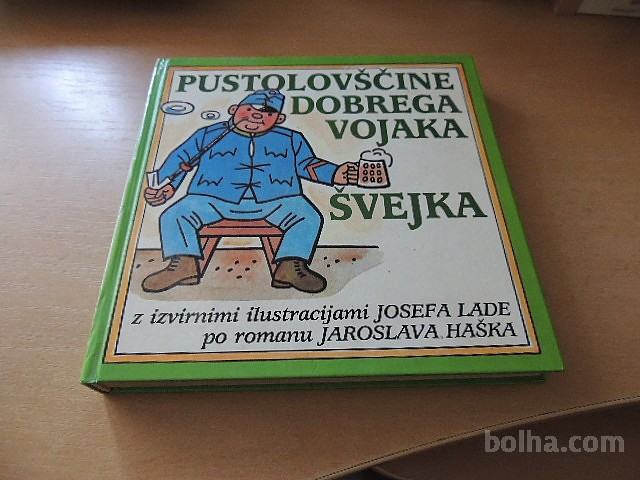 PUSTOLOVŠČINE
DOBREGA
VOJAKA
ŠVEJKA
z izvirnimi ilustracijami JOSEFA LADE
po romanu JAROSLAVA HAŠKA
bolha.com